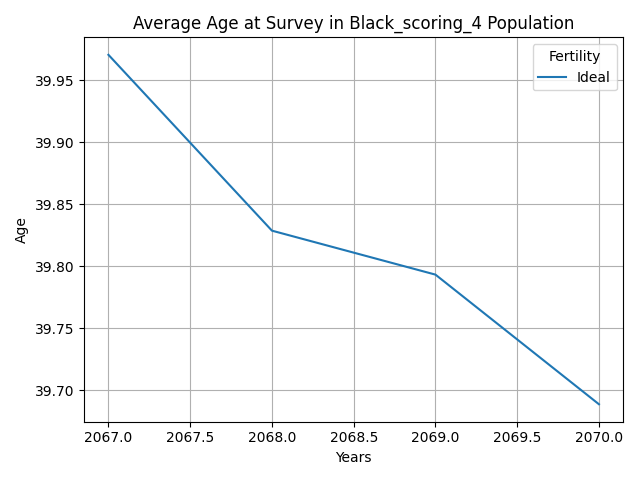 Average Age at Survey in Black_scoring_4 Population
Fertility
Ideal
39.95
39.90
39.85
39.80
39.75
39.70
Age
2067.0 2067.5 2068.0 2068.5 2069.0 2069.5 2070.0
Years